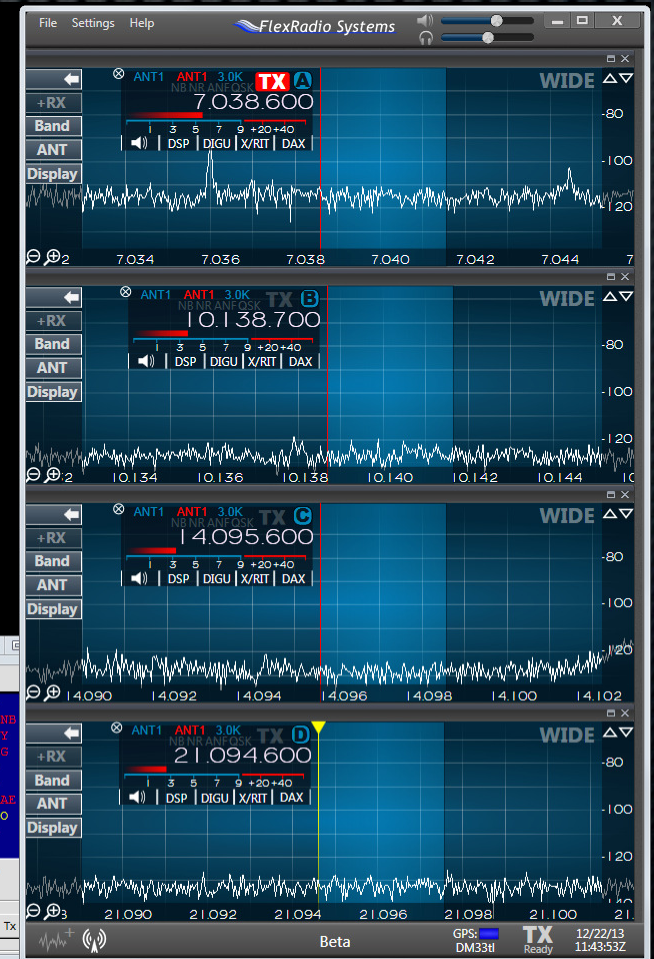 File Settings Help FlexRadio Systems
ANT1 ANT1 3.0K TX A WIDE
NB NR ANF QSK
+RX 7.038.600 -80
Band 1 3 5 7 9 +20 +40
ANT DSP DIGU X/RIT DAX -100
Display
-120
7.034 7.036 7.038 7.040 7.042 7.044 7
ANT1 ANT1 3.0K TX B WIDE
NB NR ANF QSK
+RX 10.138.700 -80
Band 1 3 5 7 9 +20 +40
ANT DSP DIGU X/RIT DAX
Display -100
-120
10.134 10.136 10.138 10.140 10.142 10.144 10
ANT1 ANT1 3.0K TX C WIDE
NB NR ANF QSK
+RX 14.095.600 -80
Band 1 3 5 7 9 +20 +40
ANT DSP DIGU X/RIT DAX
Display -100
-120
14.090 14.092 14.094 14.096 14.098 14.100 14.102
ANT1 ANT1 3.0K TX D WIDE
NB NR ANF QSK
+RX 21.094.600 -80
Band 1 3 5 7 9 +20 +40
ANT DSP DIGU X/RIT DAX
Display -100
-120
21.090 21.092 21.094 21.096 21.098 21.100 21.
NB
Y
G
AE
O
Tx
Beta GPS: TX 12/22/13
DM33tl Ready 11:43:53Z